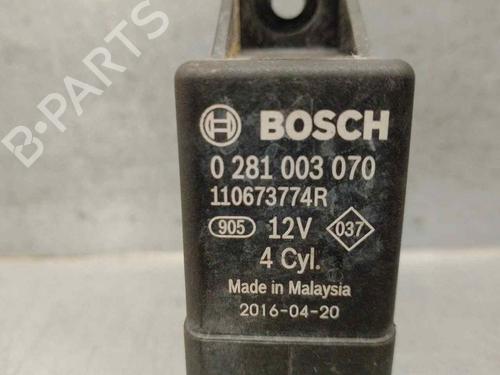 B-PARTS
BOSCH
0 281 003 070
110673774R
905 12V 037
4 Cyl.
Made in Malaysia
2016-04-20